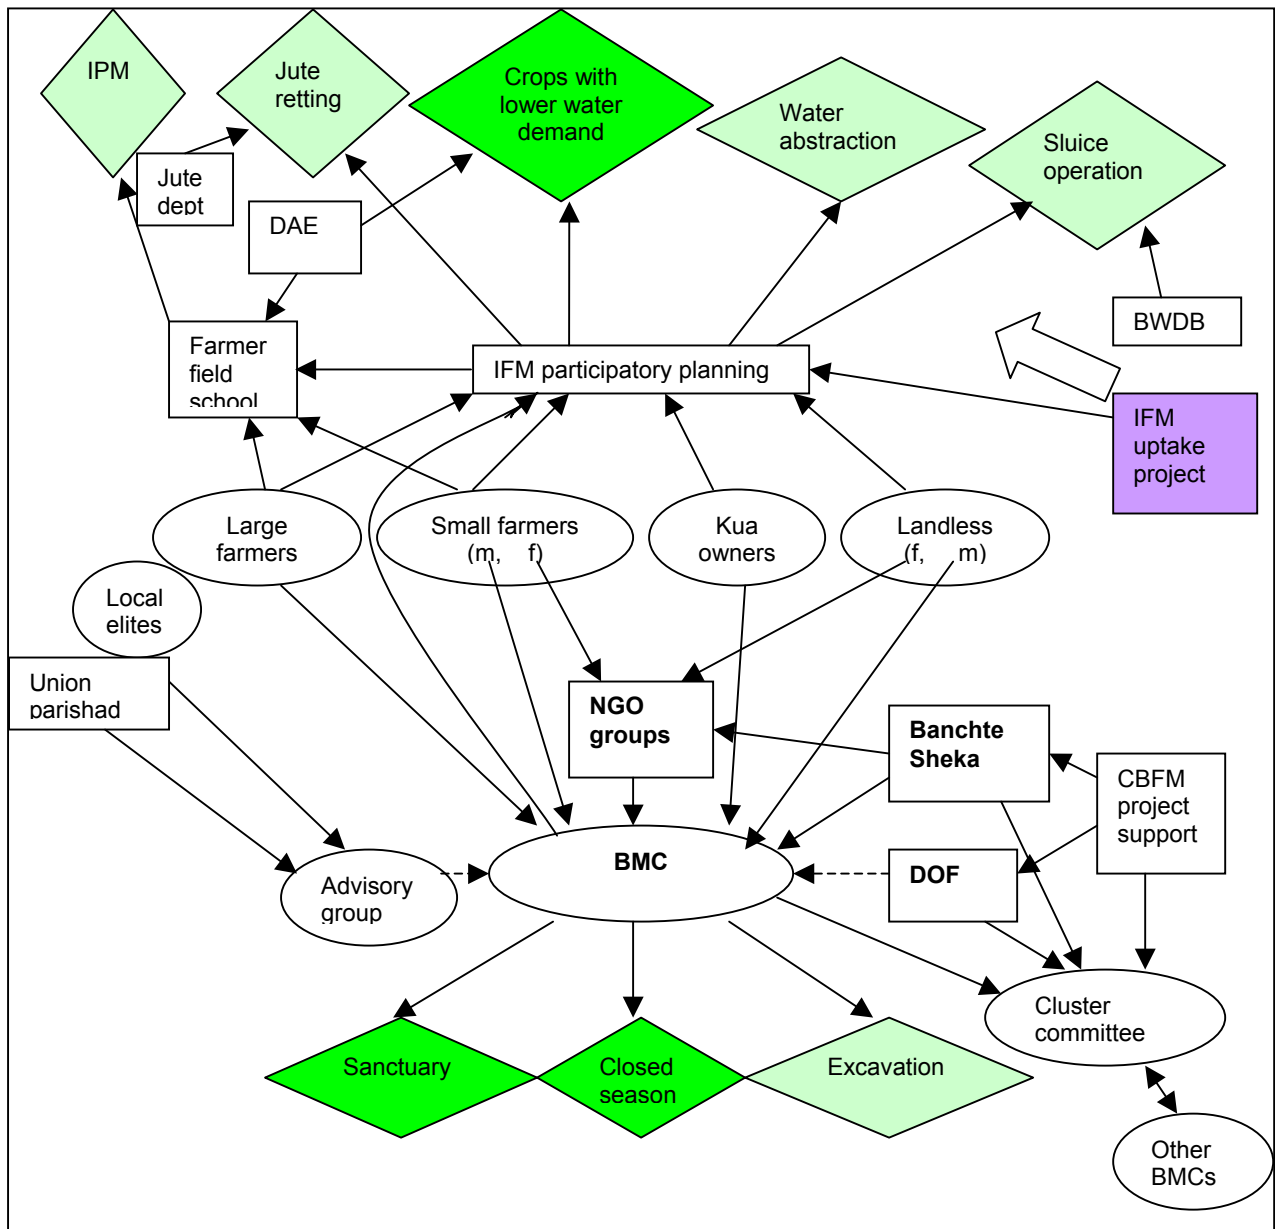 IPM
Jute
retting
Crops with
lower water
demand
Water
abstraction
Sluice
operation
Jute
dept
DAE
BWDB
Farmer
field
school
IFM participatory planning
IFM
uptake
project
Large
farmers
Small farmers
(m, f)
Kua
owners
Landless
(f, m)
Local
elites
Union
parishad
NGO
groups
Banchte
Sheka
CBFM
project
support
BMC
DOF
Advisory
group
Cluster
committee
Sanctuary
Closed
season
Excavation
Other
BMCs